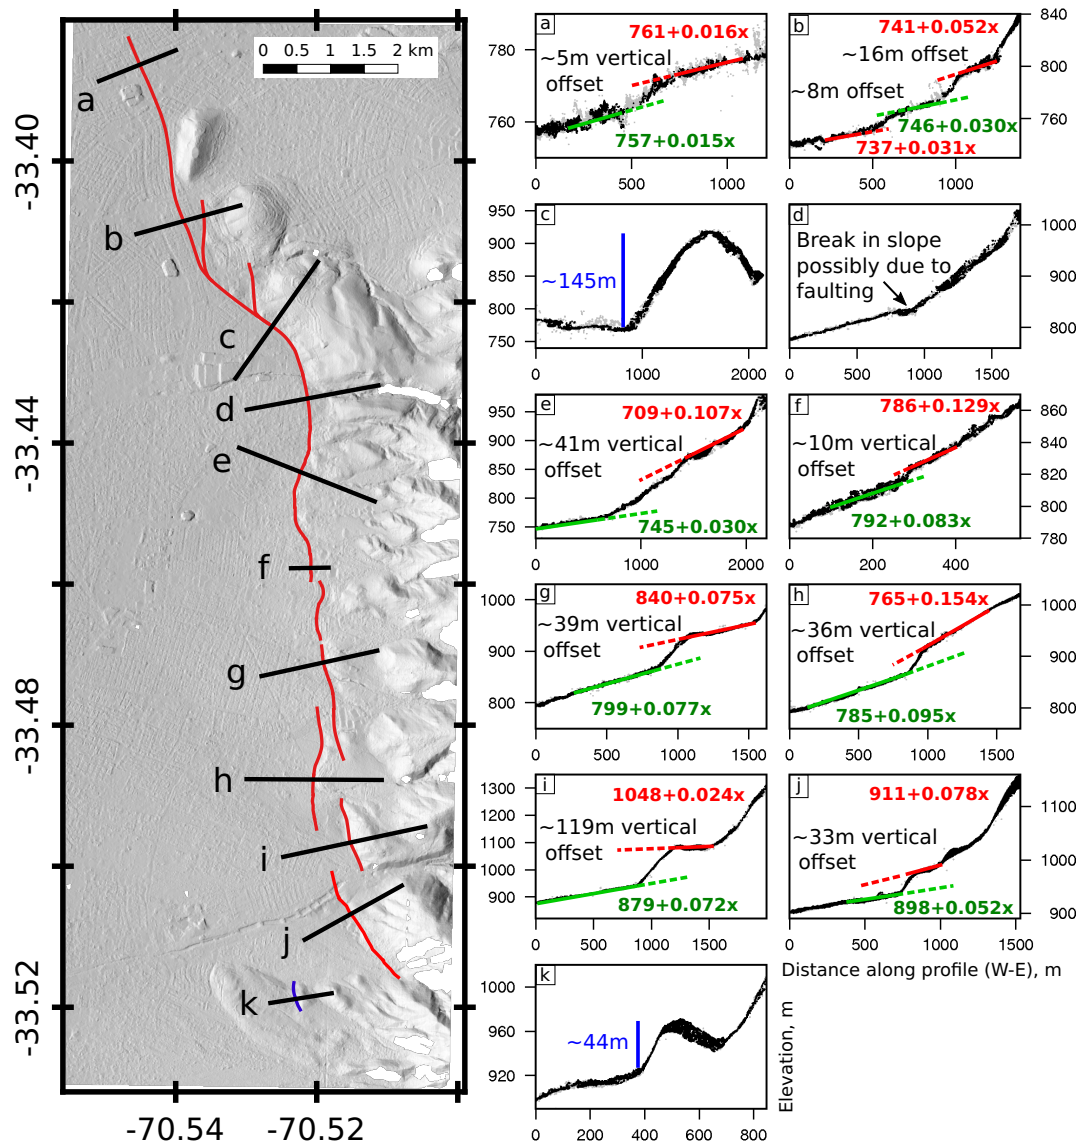 0 0.5 1 1.5 2 km
-33.40
-33.44
-33.48
-33.52
-70.54 -70.52
a
b
c
d
e
f
g
h
i
j
k
a
761+0.016x
~5m vertical
offset
757+0.015x
780
760
0 500 1000
b
741+0.052x
~16m offset
~8m offset
746+0.030x
737+0.031x
840
800
760
0 500 1000
c
~145m
950
900
850
800
750
0 1000 2000
d
Break in slope
possibly due to
faulting
1000
900
800
0 500 1000 1500
e
709+0.107x
~41m vertical
offset
745+0.030x
950
900
850
800
750
0 1000 2000
f
786+0.129x
~10m vertical
offset
792+0.083x
860
840
820
800
780
0 200 400
g
840+0.075x
~39m vertical
offset
799+0.077x
1000
900
800
0 500 1000 1500
h
765+0.154x
~36m vertical
offset
785+0.095x
1000
900
800
0 500 1000 1500
i
1048+0.024x
~119m vertical
offset
879+0.072x
1300
1200
1100
1000
900
0 500 1000 1500 2000
j
911+0.078x
~33m vertical
offset
898+0.052x
1100
1000
900
0 500 1000 1500
Distance along profile (W-E), m
k
~44m
1000
960
920
0 200 400 600 800
Elevation, m